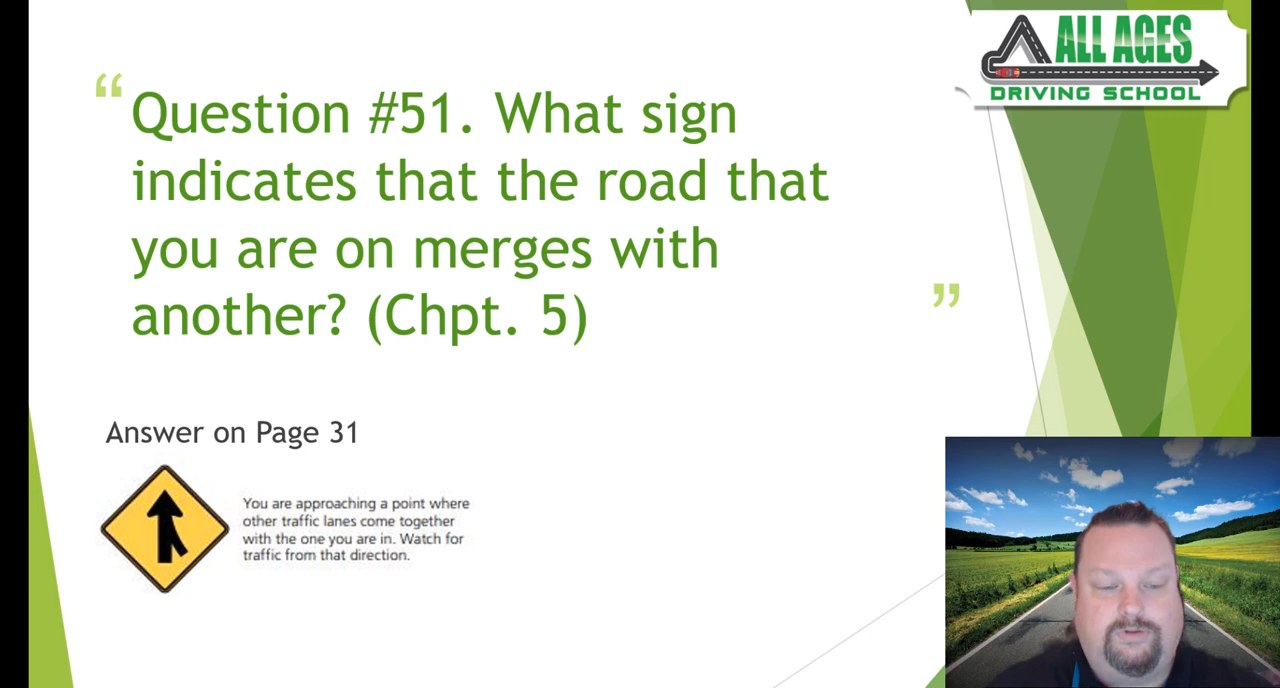 ALL AGES
DRIVING SCHOOL
“ Question #51. What sign
indicates that the road that
you are on merges with
another? (Chpt. 5) ”
Answer on Page 31
You are approaching a point where
other traffic lanes come together
with the one you are in. Watch for
traffic from that direction.